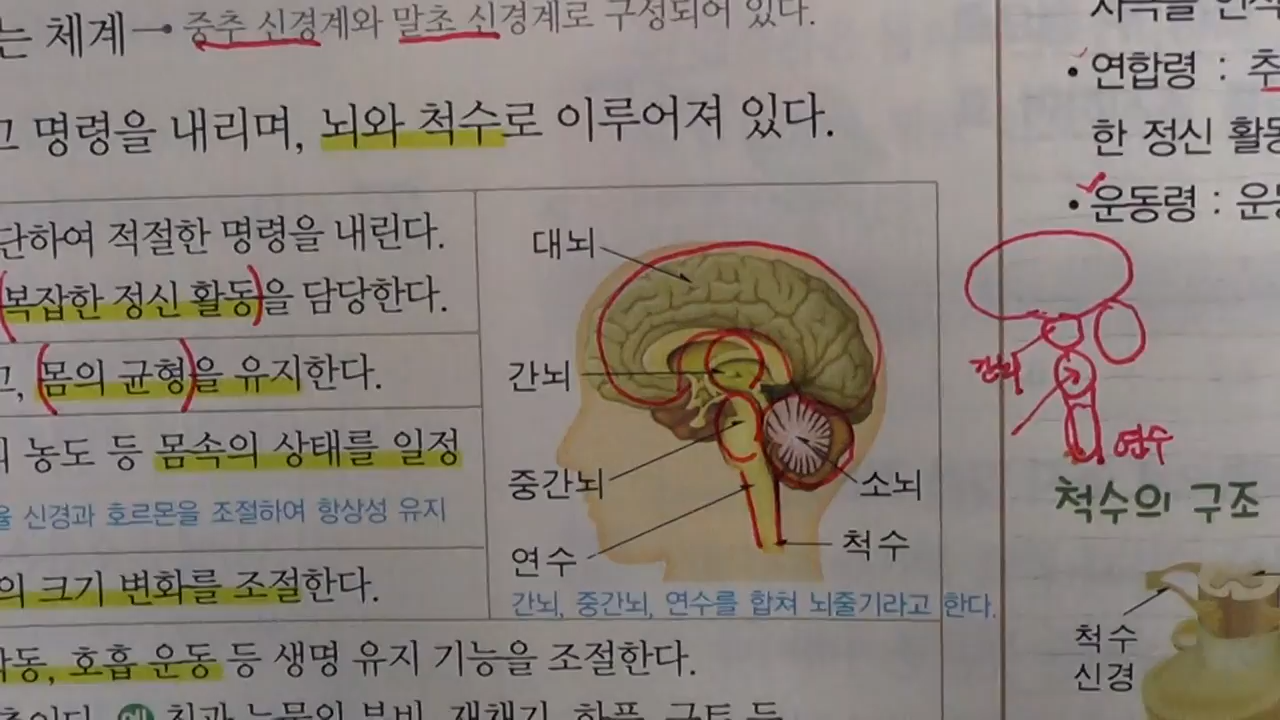 는 체계→ 중추 신경계와 말초 신경계로 구성되어 있다.
고 명령을 내리며, 뇌와 척수로 이루어져 있다.
단하여 적절한 명령을 내린다.
(복잡한 정신 활동)을 담당한다.
고, (몸의 균형)을 유지한다.
농도 등 몸속의 상태를 일정
율 신경과 호르몬을 조절하여 항상성 유지
의 크기 변화를 조절한다.
호흡 운동 등 생명 유지 기능을 조절한다.
대뇌
간뇌
중간뇌
연수
소뇌
척수
간뇌, 중간뇌, 연수를 합쳐 뇌줄기라고 한다.
• 연합령 : 추
한 정신 활동
• 운동령 : 운동
간뇌
연수
척수의 구조
척수
신경